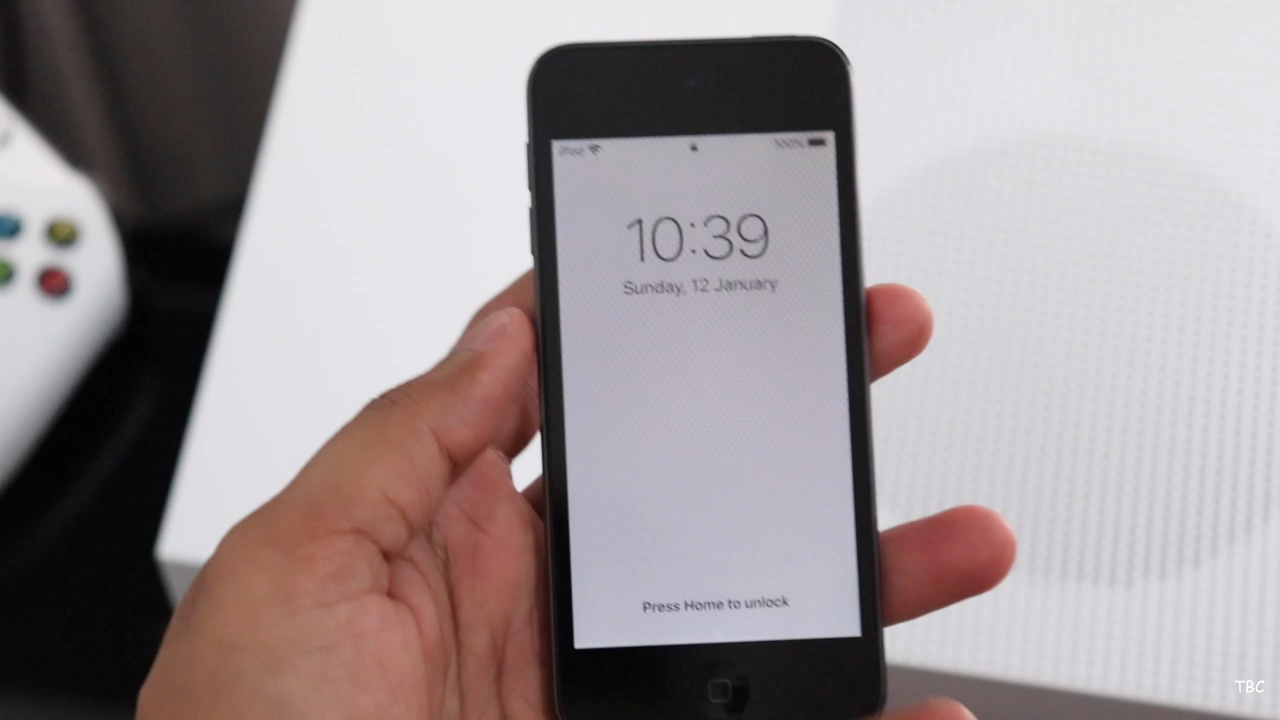 iPod 100%
10:39
Sunday, 12 January
Press Home to unlock
TBC